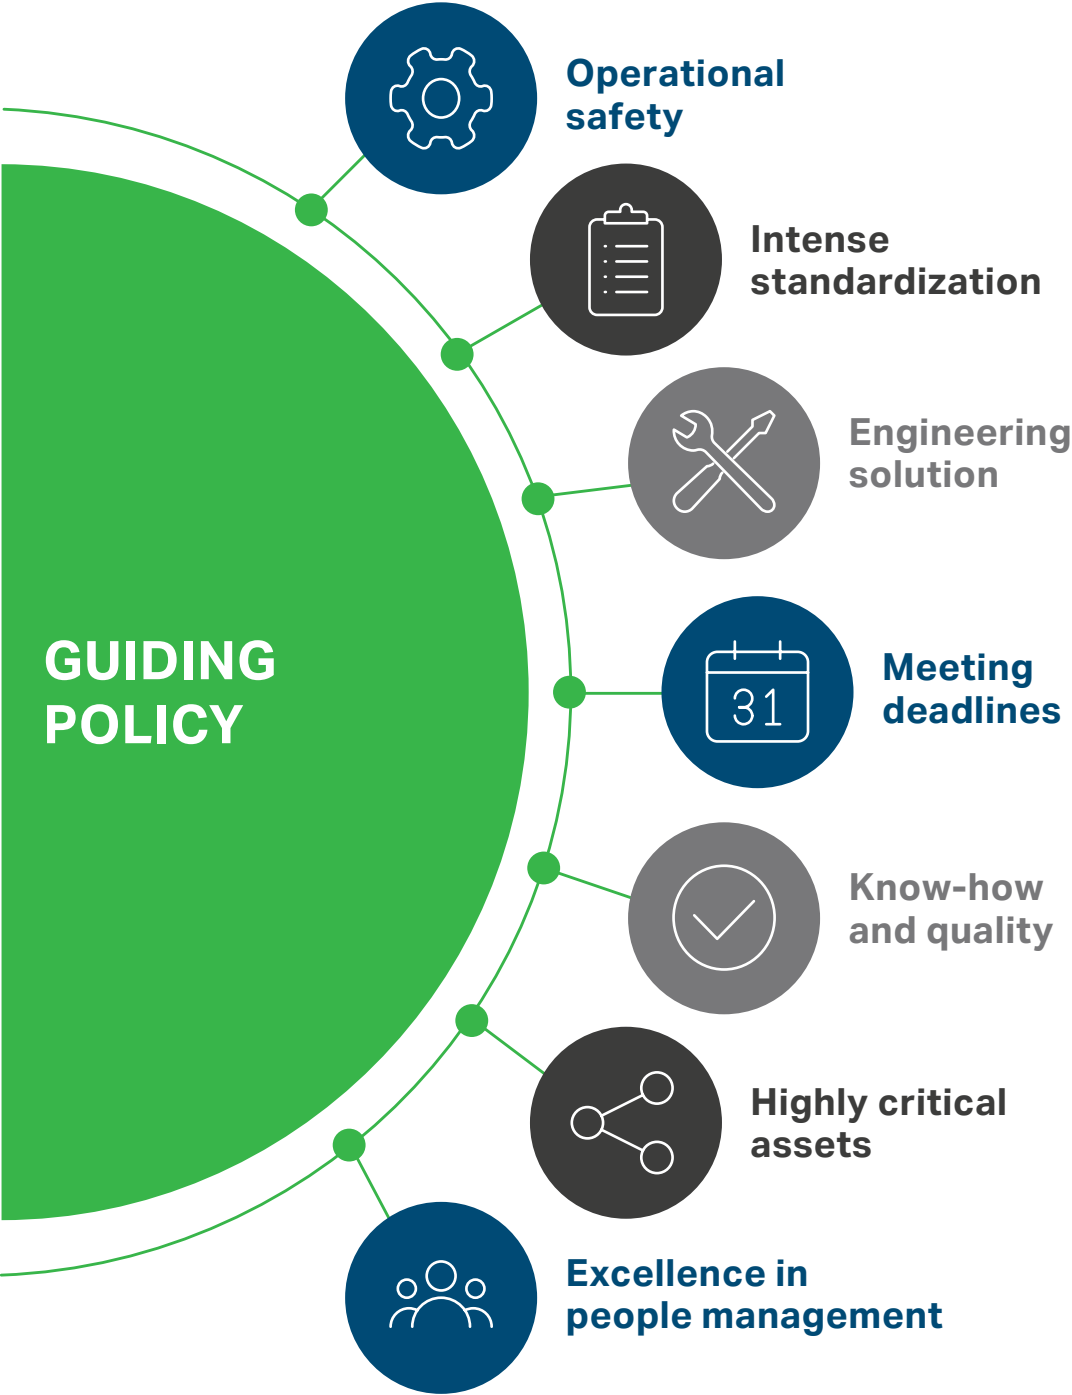 Operational
safety
Intense
standardization
Engineering
solution
GUIDING
POLICY
31
Meeting
deadlines
Know-how
and quality
Highly critical
assets
Excellence in
people management